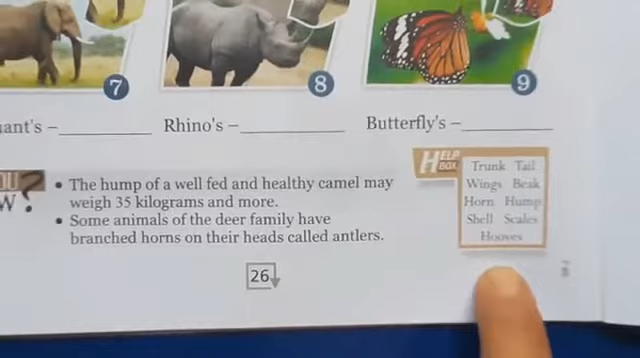 7
8
9
ant's –
Rhino's –
Butterfly's –
HELP BOX
Trunk Tail
Wings Beak
Horn Hump
Shell Scales
Hooves
OU
W?
• The hump of a well fed and healthy camel may
weigh 35 kilograms and more.
• Some animals of the deer family have
branched horns on their heads called antlers.
26